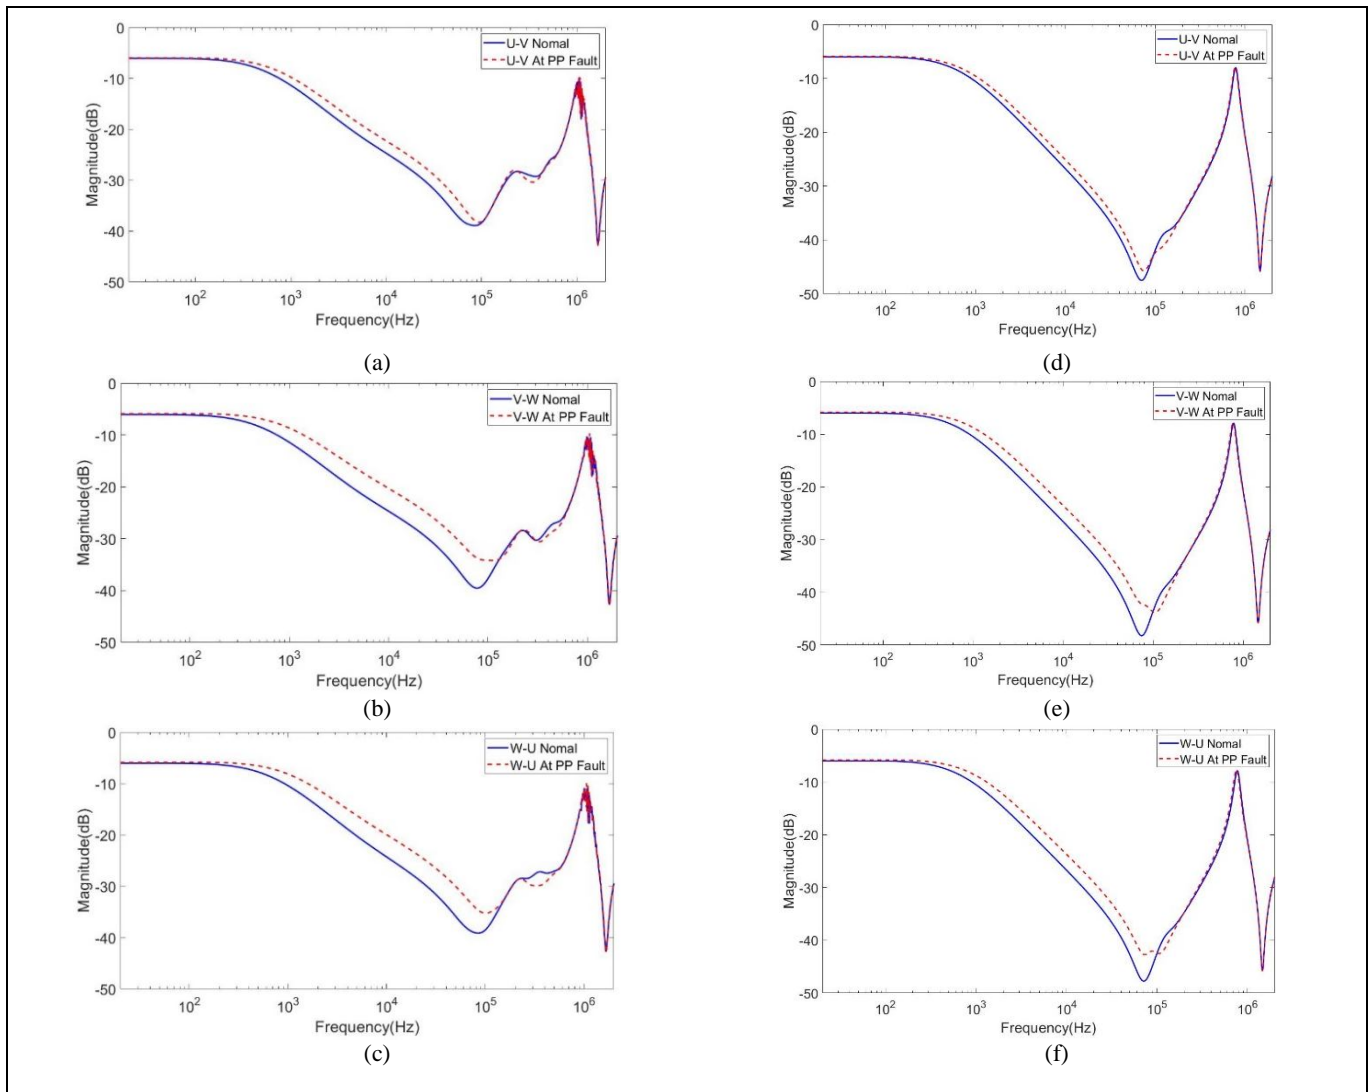 0
-10
-20
-30
-40
-50
Magnitude(dB)
U-V Nomal
U-V At PP Fault
10^2
10^3
10^4
10^5
10^6
Frequency(Hz)
(a)
0
-10
-20
-30
-40
-50
Magnitude(dB)
U-V Nomal
U-V At PP Fault
10^2
10^3
10^4
10^5
10^6
Frequency(Hz)
(d)
0
-10
-20
-30
-40
-50
Magnitude(dB)
V-W Nomal
V-W At PP Fault
10^2
10^3
10^4
10^5
10^6
Frequency(Hz)
(b)
0
-10
-20
-30
-40
-50
Magnitude(dB)
V-W Nomal
V-W At PP Fault
10^2
10^3
10^4
10^5
10^6
Frequency(Hz)
(e)
0
-10
-20
-30
-40
-50
Magnitude(dB)
W-U Nomal
W-U At PP Fault
10^2
10^3
10^4
10^5
10^6
Frequency(Hz)
(c)
0
-10
-20
-30
-40
-50
Magnitude(dB)
W-U Nomal
W-U At PP Fault
10^2
10^3
10^4
10^5
10^6
Frequency(Hz)
(f)